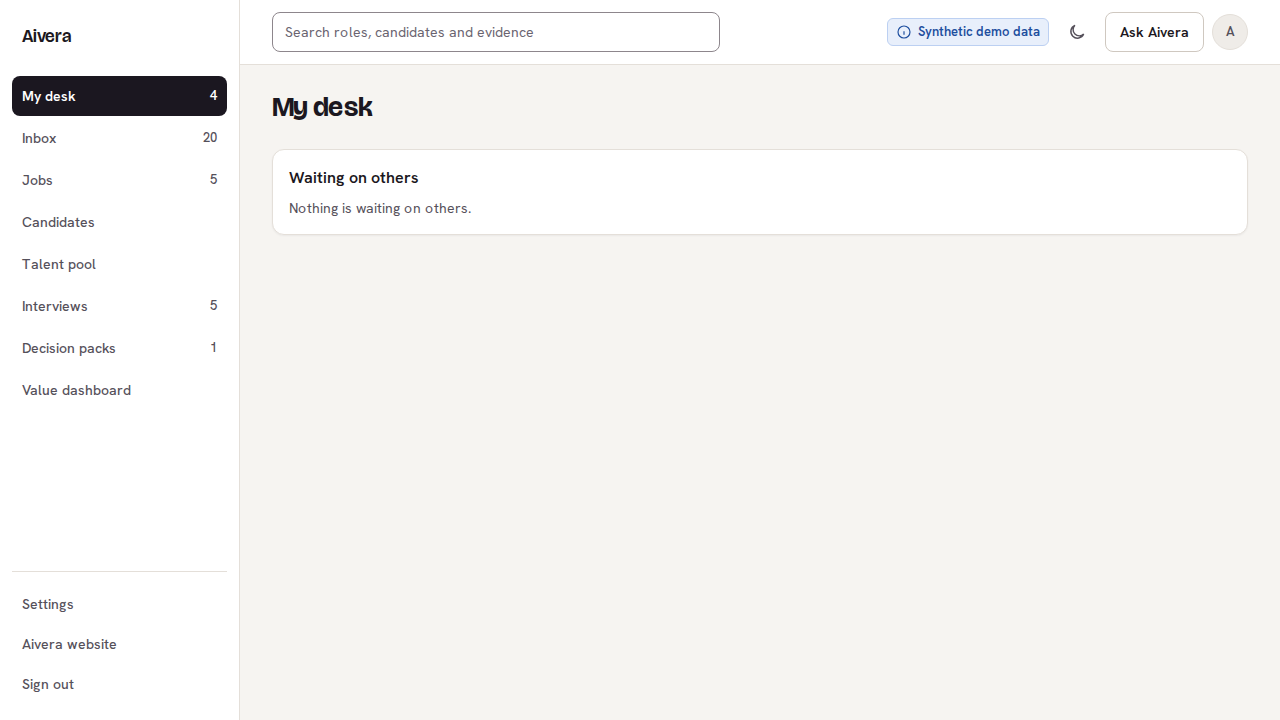 Aivera
My desk 4
Inbox 20
Jobs 5
Candidates
Talent pool
Interviews 5
Decision packs 1
Value dashboard
Settings
Aivera website
Sign out
Search roles, candidates and evidence
Synthetic demo data
Ask Aivera
A
My desk
Waiting on others
Nothing is waiting on others.